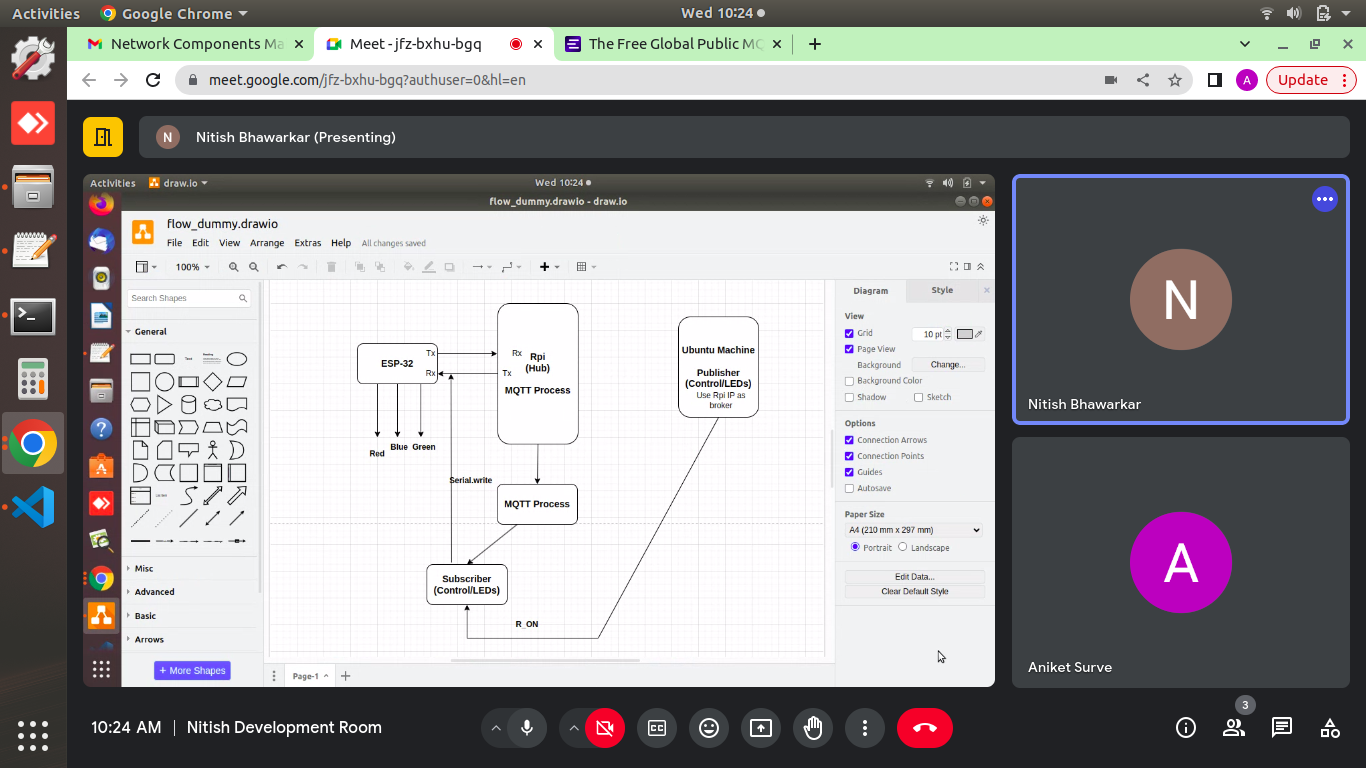 Activities
Google Chrome
Wed 10:24
Network Components Ma
Meet - jfz-bxhu-bgq
The Free Global Public MQ
meet.google.com/jfz-bxhu-bgq?authuser=0&hl=en
A
Update
N
Nitish Bhawarkar (Presenting)
Activities
draw.io
Wed 10:24
flow_dummy.drawio - draw.io
flow_dummy.drawio
File
Edit
View
Arrange
Extras
Help
All changes saved
100%
Search Shapes
General
Text
Heading
Misc
Advanced
Basic
Arrows
+ More Shapes
ESP-32
Tx
Rx
Rx
Tx
Rpi
(Hub)
MQTT Process
Ubuntu Machine
Publisher
(Control/LEDs)
Use Rpi IP as
broker
Red
Blue
Green
Serial.write
MQTT Process
Subscriber
(Control/LEDs)
R_ON
Page-1
Diagram
Style
View
Grid
10 pt
Page View
Background
Change...
Background Color
Shadow
Sketch
Options
Connection Arrows
Connection Points
Guides
Autosave
Paper Size
A4 (210 mm x 297 mm)
Portrait
Landscape
Edit Data...
Clear Default Style
N
Nitish Bhawarkar
A
Aniket Surve
10:24 AM
Nitish Development Room
3